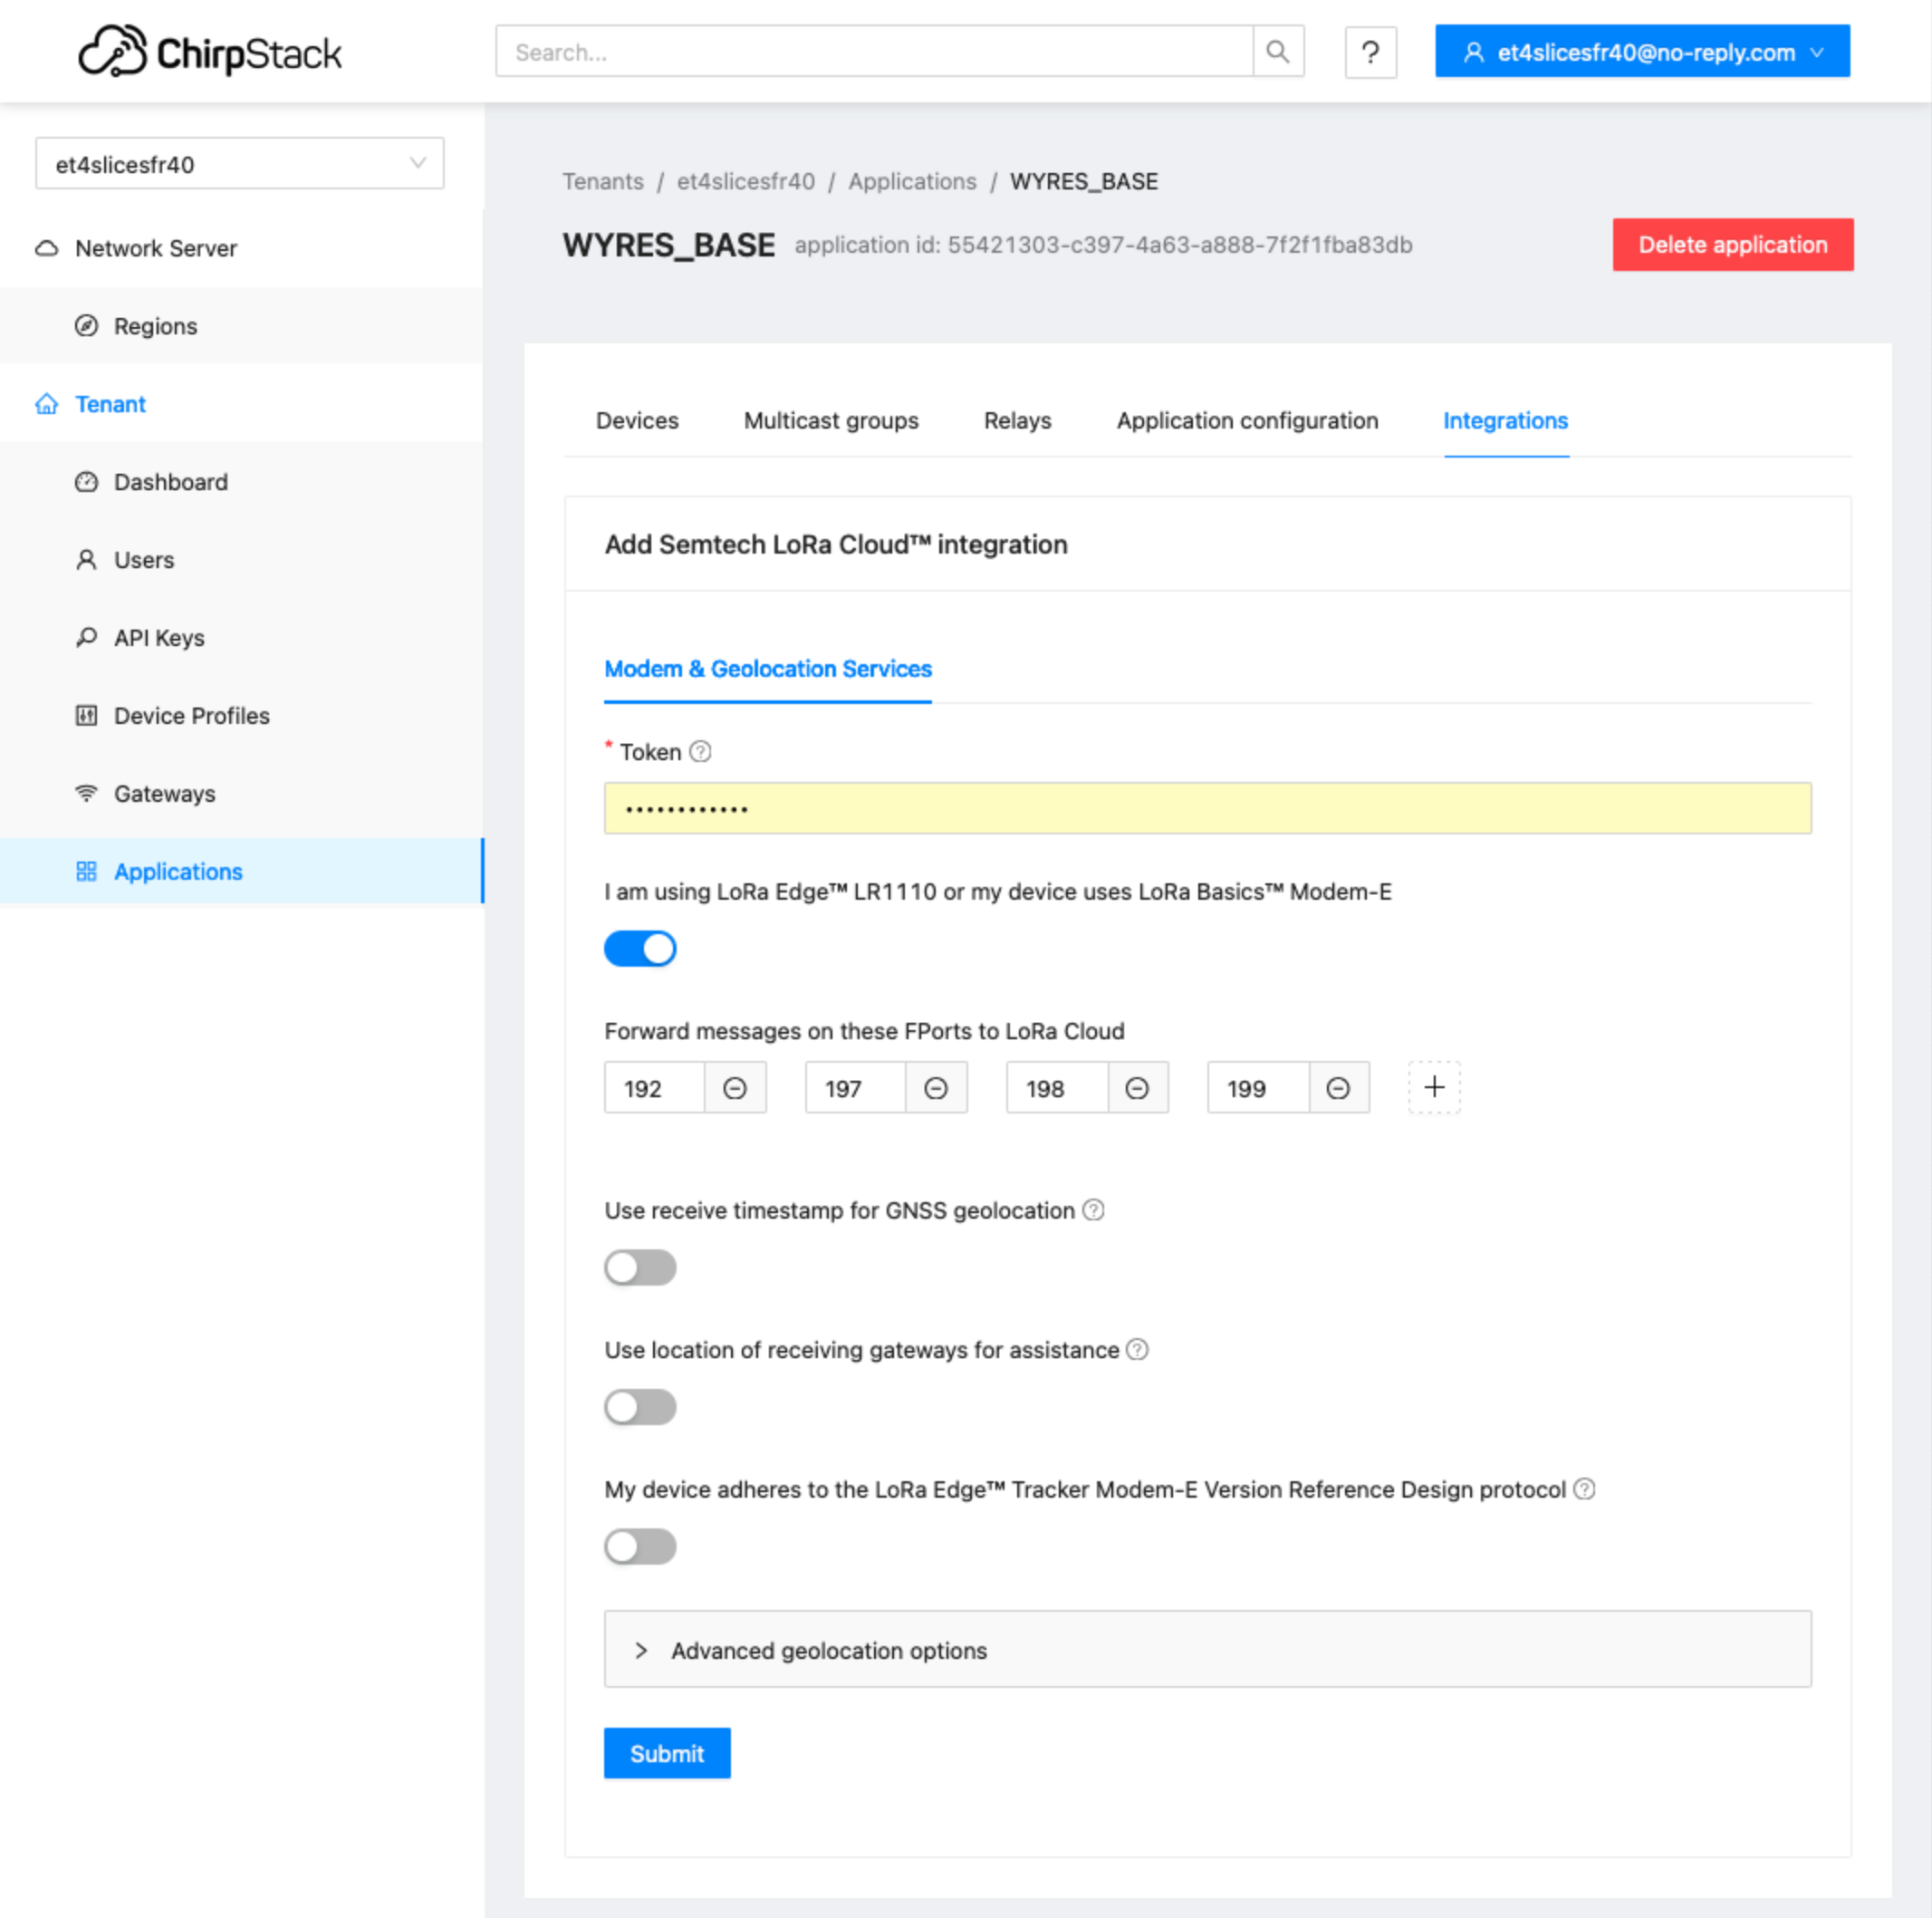 ChirpStack
Search...
?
et4slicesfr40@no-reply.com
et4slicesfr40
Network Server
Regions
Tenant
Dashboard
Users
API Keys
Device Profiles
Gateways
Applications
Tenants / et4slicesfr40 / Applications / WYRES_BASE
WYRES_BASE application id: 55421303-c397-4a63-a888-7f2f1fba83db
Delete application
Devices Multicast groups Relays Application configuration Integrations
Add Semtech LoRa Cloud™ integration
Modem & Geolocation Services
* Token ?
••••••••••••
I am using LoRa Edge™ LR1110 or my device uses LoRa Basics™ Modem-E
Forward messages on these FPorts to LoRa Cloud
192 197 198 199 +
Use receive timestamp for GNSS geolocation ?
Use location of receiving gateways for assistance ?
My device adheres to the LoRa Edge™ Tracker Modem-E Version Reference Design protocol ?
> Advanced geolocation options
Submit